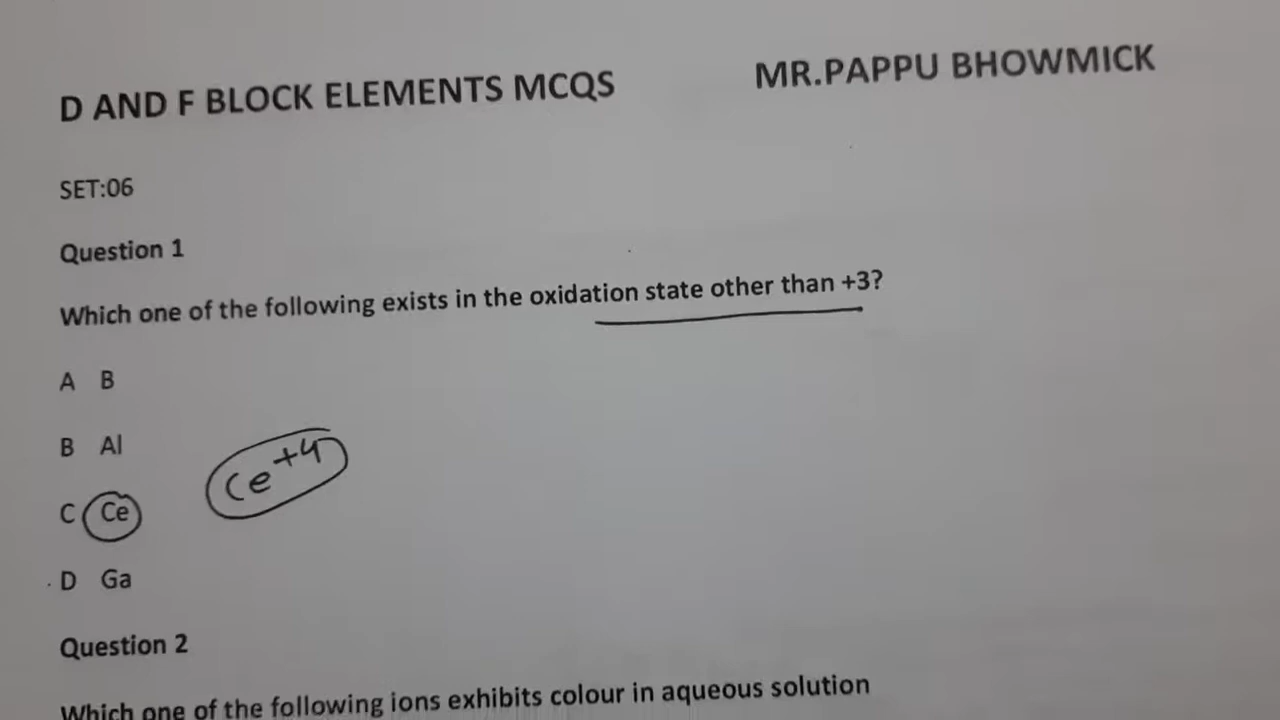 D AND F BLOCK ELEMENTS MCQS MR.PAPPU BHOWMICK
SET:06
Question 1
Which one of the following exists in the oxidation state other than +3?
A B
B Al
Ce+4
C Ce
D Ga
Question 2
Which one of the following ions exhibits colour in aqueous solution